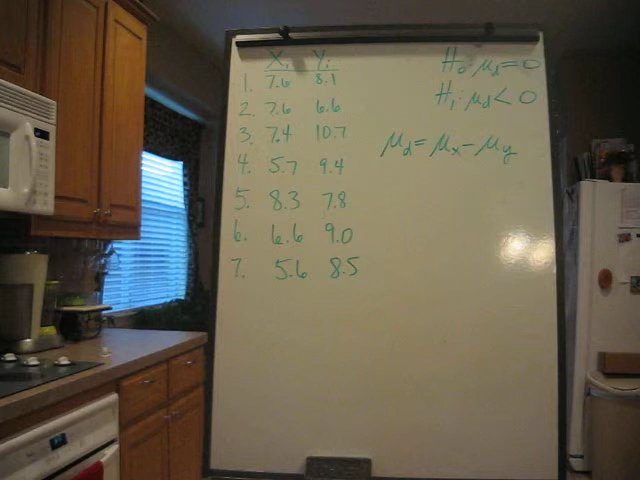 Xi Yi
1. 7.6 8.1
2. 7.6 6.6
3. 7.4 10.7
4. 5.7 9.4
5. 8.3 7.8
6. 6.6 9.0
7. 5.6 8.5
H₀: μd = 0
H₁: μd < 0
μd = μx - μy